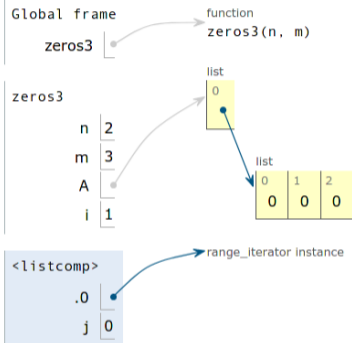 Global frame
zeros3
function
zeros3(n, m)
list
0
zeros3
n 2
m 3
A
i 1
list
0 1 2
0 0 0
<listcomp>
.0
j 0
range_iterator instance